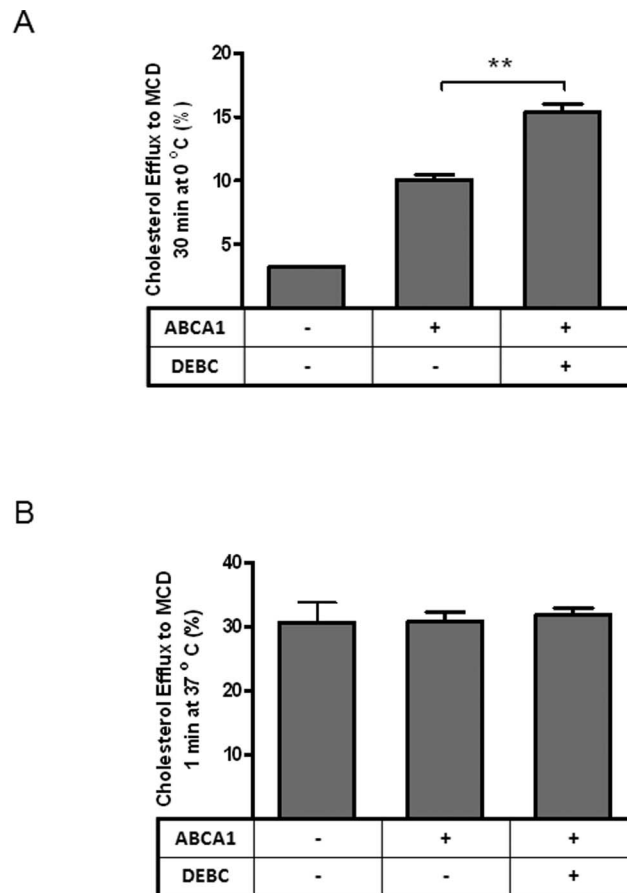 A
Cholesterol Efflux to MCD
30 min at 0 °C (%)
**
20
15
10
5
ABCA1 - + +
DEBC - - +
B
Cholesterol Efflux to MCD
1 min at 37 °C (%)
40
30
20
10
ABCA1 - + +
DEBC - - +